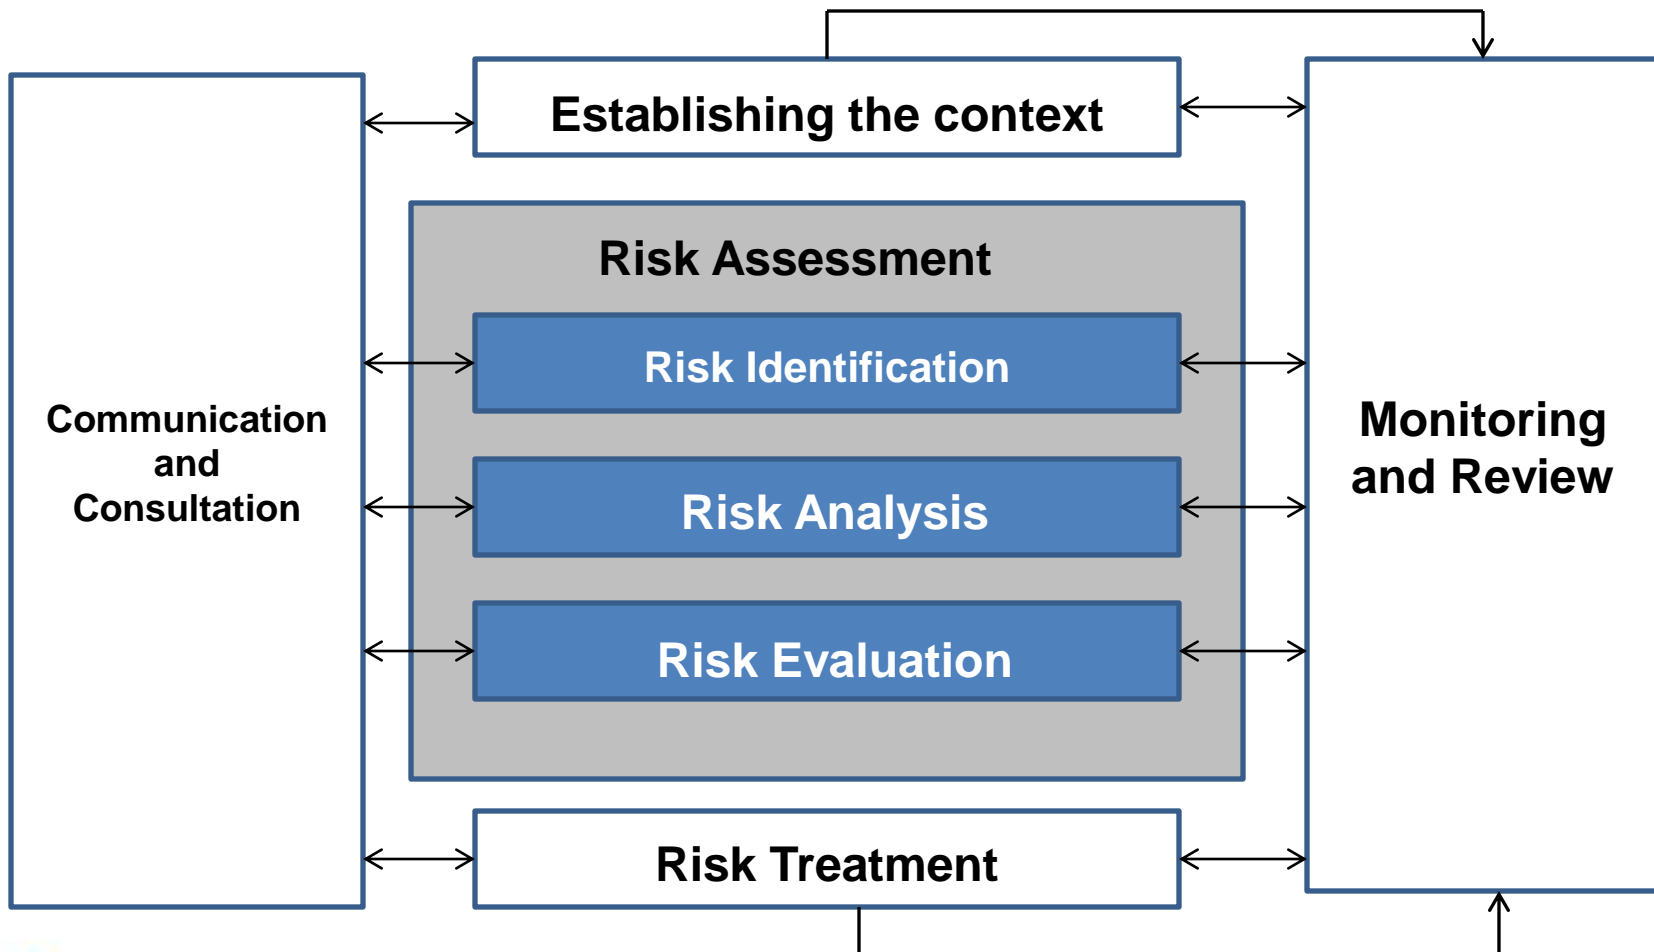 Establishing the context
Risk Assessment
Risk Identification
Communication
and
Consultation
Monitoring
and Review
Risk Analysis
Risk Evaluation
Risk Treatment